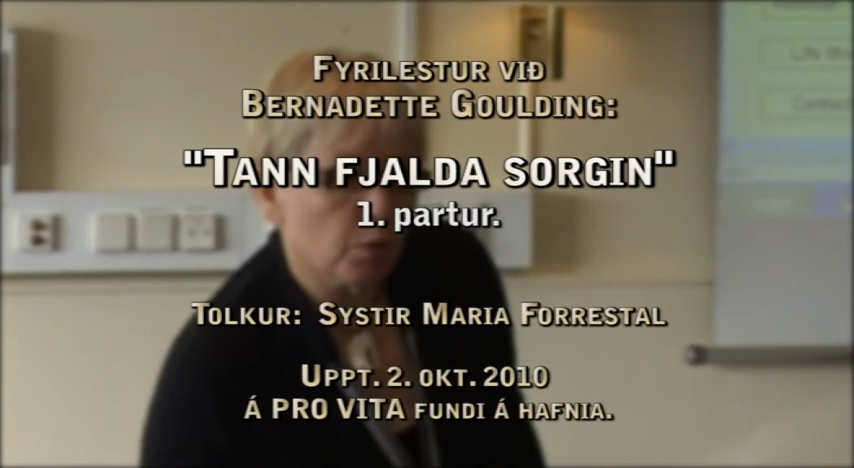 Fyrilestur við
Bernadette Goulding:
"Tann fjalda sorgin"
1. partur.
Tolkur: Systir Maria Forrestal
Uppt. 2. okt. 2010
á PRO VITA fundi á hafnia.